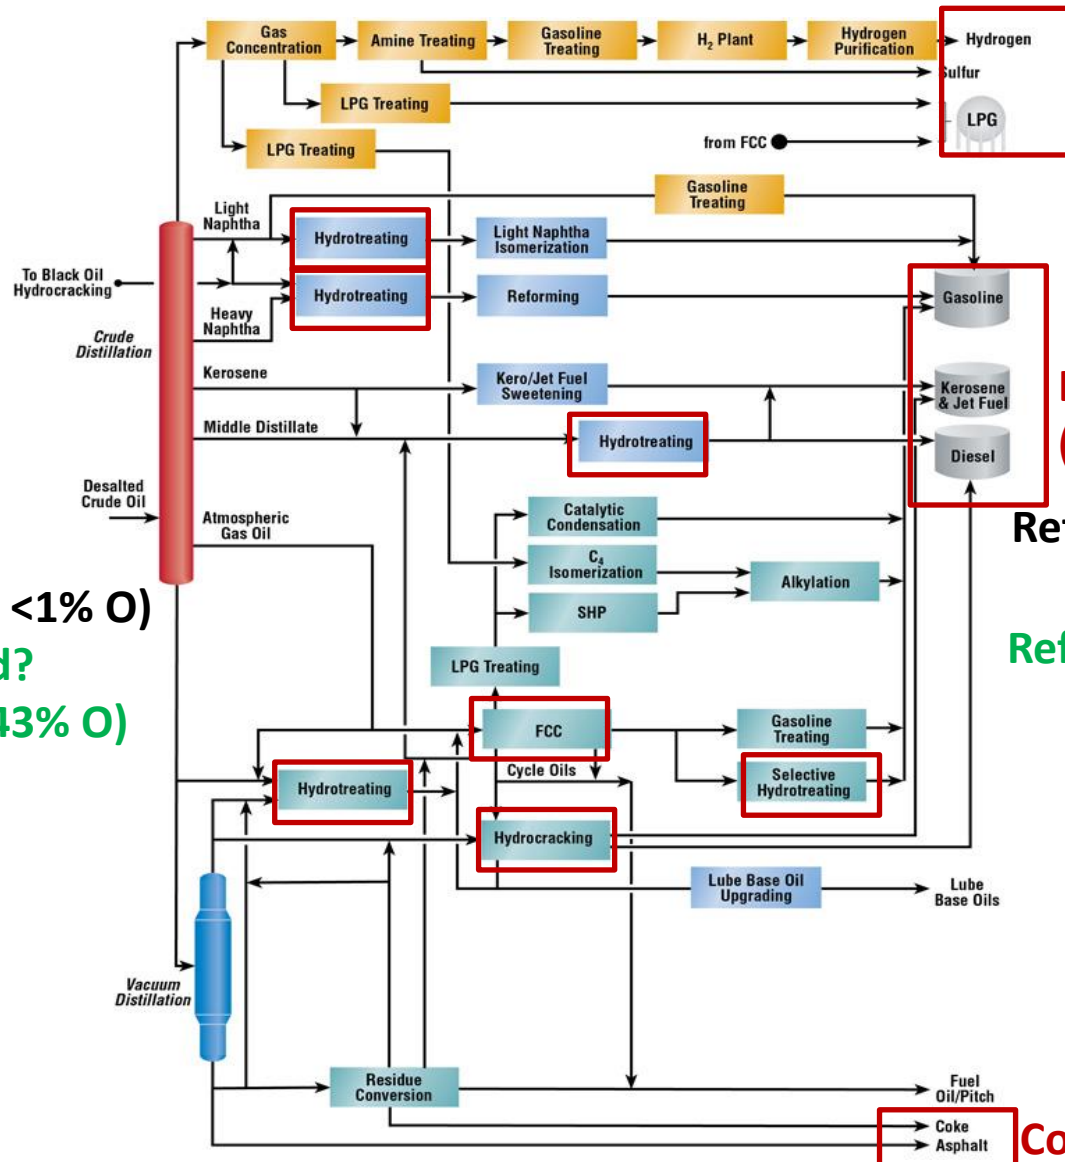 Gas
Concentration
Amine Treating
Gasoline
Treating
H₂ Plant
Hydrogen
Purification
Hydrogen
Sulfur
LPG Treating
LPG
LPG Treating
from FCC
Gasoline
Treating
Light
Naphtha
Hydrotreating
Light Naphtha
Isomerization
To Black Oil
Hydrocracking
Hydrotreating
Reforming
Gasoline
Heavy
Naphtha
Crude
Distillation
Kerosene
Kero/Jet Fuel
Sweetening
Kerosene
& Jet Fuel
Middle Distillate
Hydrotreating
Diesel
(
Desalted
Crude Oil
Atmospheric
Gas Oil
Catalytic
Condensation
C₄
Isomerization
Alkylation
SHP
<1% O)
LPG Treating
43% O)
FCC
Gasoline
Treating
Cycle Oils
Hydrotreating
Selective
Hydrotreating
Hydrocracking
Lube Base Oil
Upgrading
Lube
Base Oils
Vacuum
Distillation
Residue
Conversion
Fuel
Oil/Pitch
Coke
Asphalt